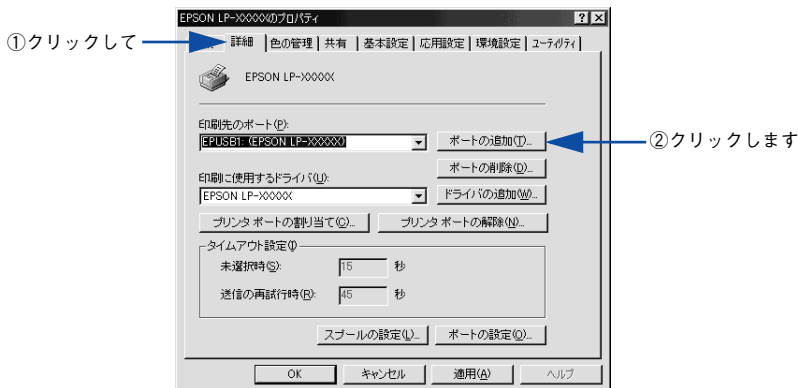 EPSON LP-XXXXXのプロパティ
①クリックして
詳細 色の管理 共有 基本設定 応用設定 環境設定 ユーティリティ
EPSON LP-XXXXX
印刷先のポート(P):
EPUSB1: (EPSON LP-XXXXX) ポートの追加(T)...
②クリックします
ポートの削除(D)...
印刷に使用するドライバ(U):
EPSON LP-XXXXX ドライバの追加(W)...
プリンタ ポートの割り当て(C)... プリンタ ポートの解除(N)...
タイムアウト設定(I)
未選択時(S): 15 秒
送信の再試行時(R): 45 秒
スプールの設定(L)... ポートの設定(O)...
OK キャンセル 適用(A) ヘルプ